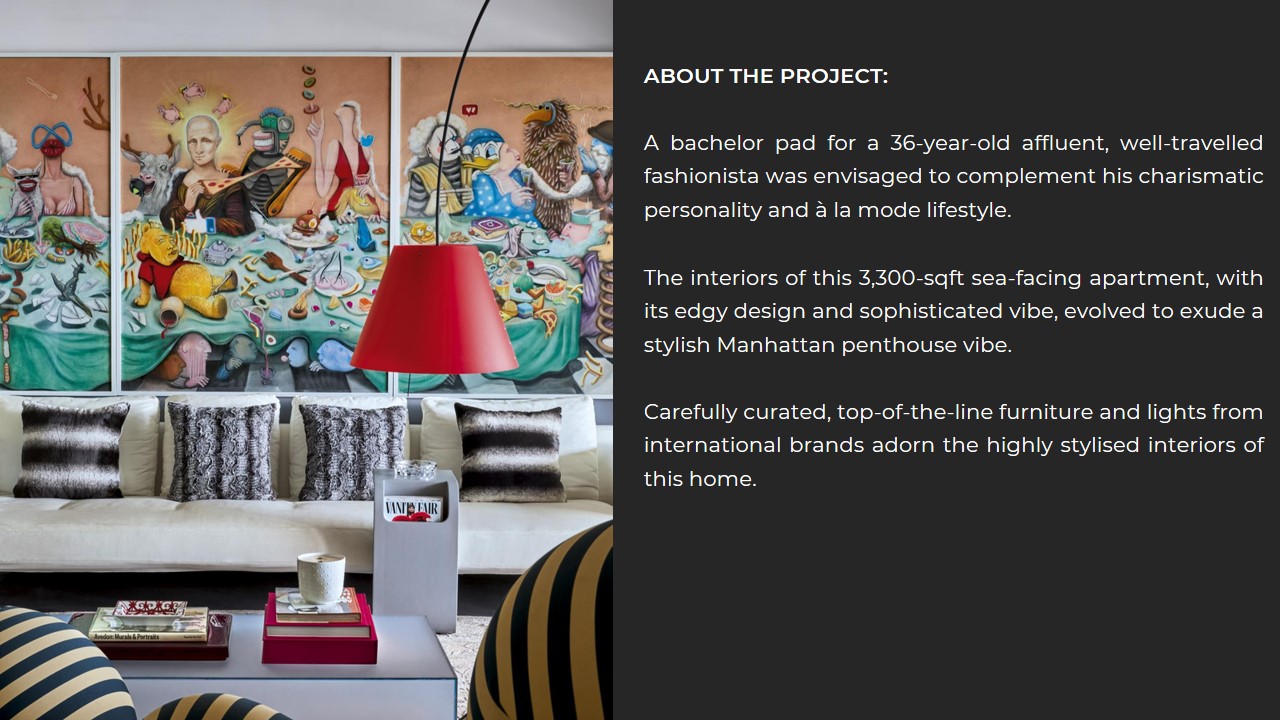 ABOUT THE PROJECT:
A bachelor pad for a 36-year-old affluent, well-travelled
fashionista was envisaged to complement his charismatic
personality and à la mode lifestyle.
The interiors of this 3,300-sqft sea-facing apartment, with
its edgy design and sophisticated vibe, evolved to exude a
stylish Manhattan penthouse vibe.
Carefully curated, top-of-the-line furniture and lights from
international brands adorn the highly stylised interiors of
this home.
VANITY FAIR
Avedon: Murals & Portraits